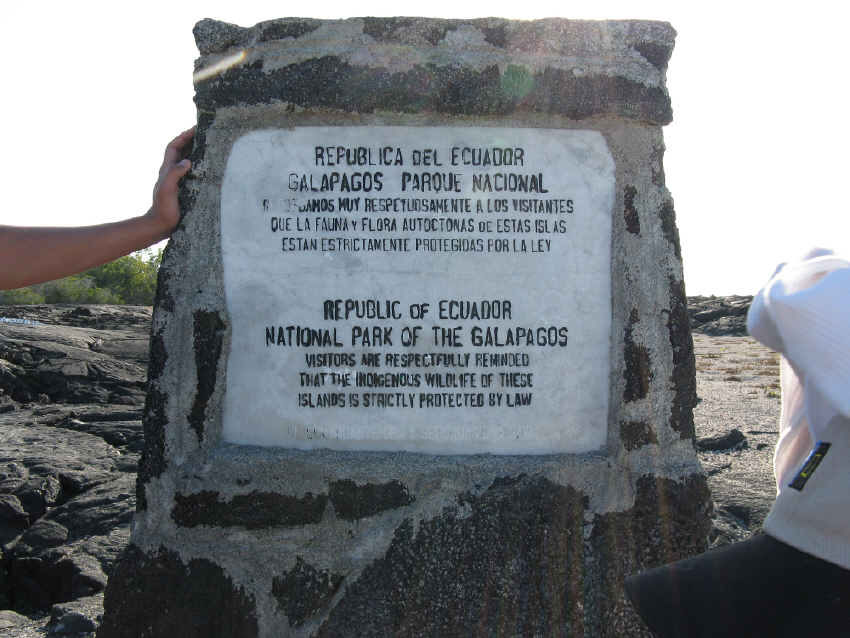 REPUBLICA DEL ECUADOR
GALAPAGOS PARQUE NACIONAL
MUY RESPETUOSAMENTE A LOS VISITANTES
QUE LA FAUNA Y FLORA AUTOCTONAS DE ESTAS ISLAS
ESTAN ESTRICTAMENTE PROTEGIDAS POR LA LEY
REPUBLIC OF ECUADOR
NATIONAL PARK OF THE GALAPAGOS
VISITORS ARE RESPECTFULLY REMINDED
THAT THE INDIGENOUS WILDLIFE OF THESE
ISLANDS IS STRICTLY PROTECTED BY LAW